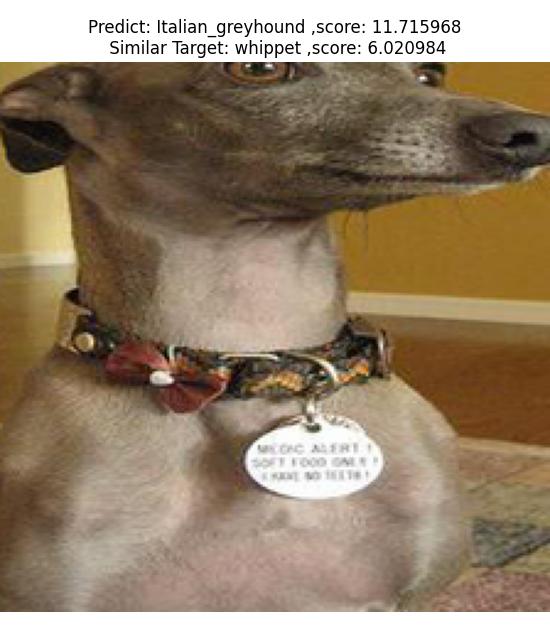 Predict: Italian_greyhound ,score: 11.715968
Similar Target: whippet ,score: 6.020984
MEDIC ALERT !
SOFT FOOD ONLY !
I HAVE NO TEETH !